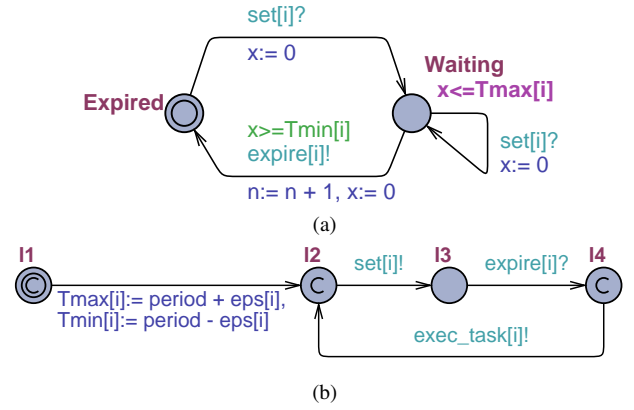 set[i]?
x:= 0
Waiting
x<=Tmax[i]
Expired
x>=Tmin[i]
expire[i]!
n:= n + 1, x:= 0
set[i]?
x:= 0
(a)
l1
l2
l3
l4
set[i]!
expire[i]?
C
C
C
Tmax[i]:= period + eps[i],
Tmin[i]:= period - eps[i]
exec_task[i]!
(b)